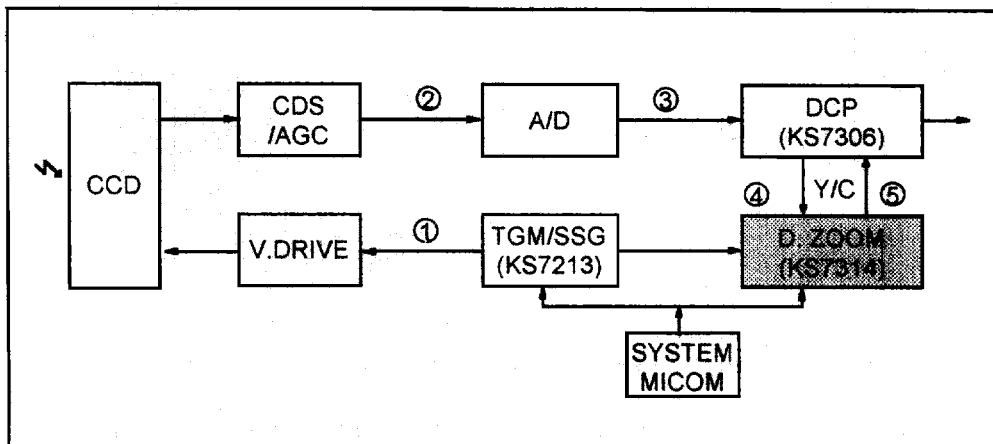 CCD
CDS
/AGC
②
A/D
③
DCP
(KS7306)
④
Y/C
⑤
V.DRIVE
①
TGM/SSG
(KS7213)
D. ZOOM
(KS7314)
SYSTEM
MICOM